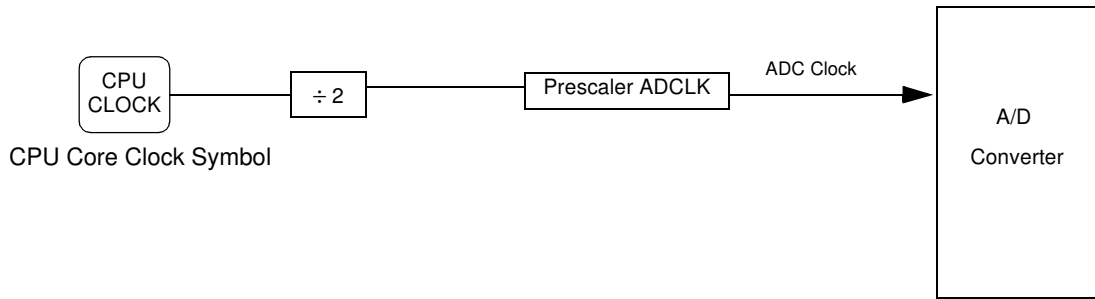 CPU
CLOCK
÷ 2
Prescaler ADCLK
ADC Clock
A/D
Converter
CPU Core Clock Symbol